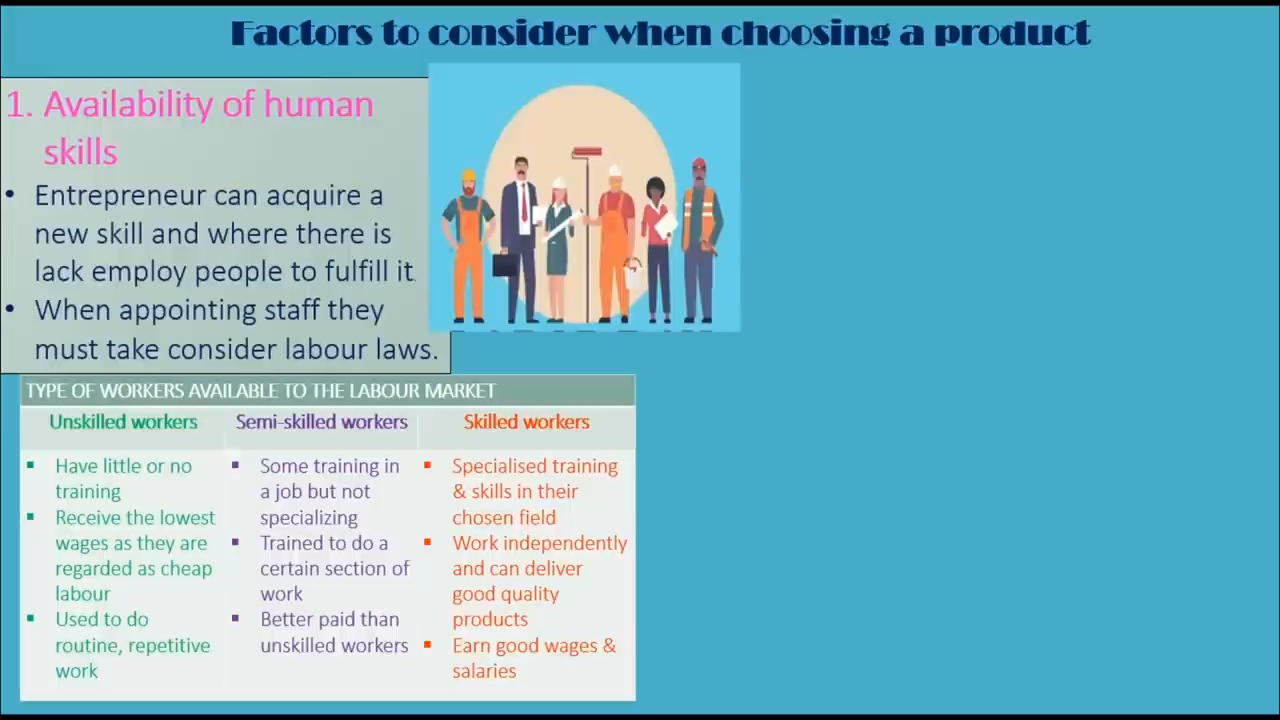 Factors to consider when choosing a product
1. Availability of human
skills
• Entrepreneur can acquire a
new skill and where there is
lack employ people to fulfill it.
• When appointing staff they
must take consider labour laws.
TYPE OF WORKERS AVAILABLE TO THE LABOUR MARKET
Unskilled workers
▪ Have little or no
training
▪ Receive the lowest
wages as they are
regarded as cheap
labour
▪ Used to do
routine, repetitive
work
Semi-skilled workers
▪ Some training in
a job but not
specializing
▪ Trained to do a
certain section of
work
▪ Better paid than
unskilled workers
Skilled workers
▪ Specialised training
& skills in their
chosen field
▪ Work independently
and can deliver
good quality
products
▪ Earn good wages &
salaries